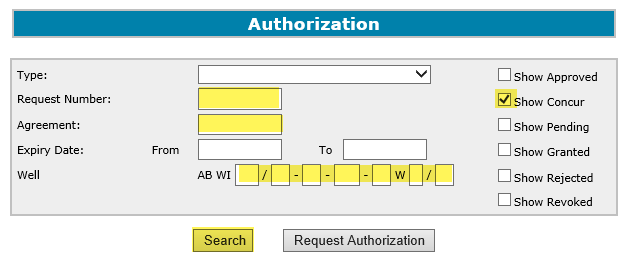 Authorization
Type: Show Approved
Request Number: Show Concur
Agreement: Show Pending
Expiry Date: From To Show Granted
Well AB WI / - - - W / Show Rejected
Show Revoked
Search Request Authorization